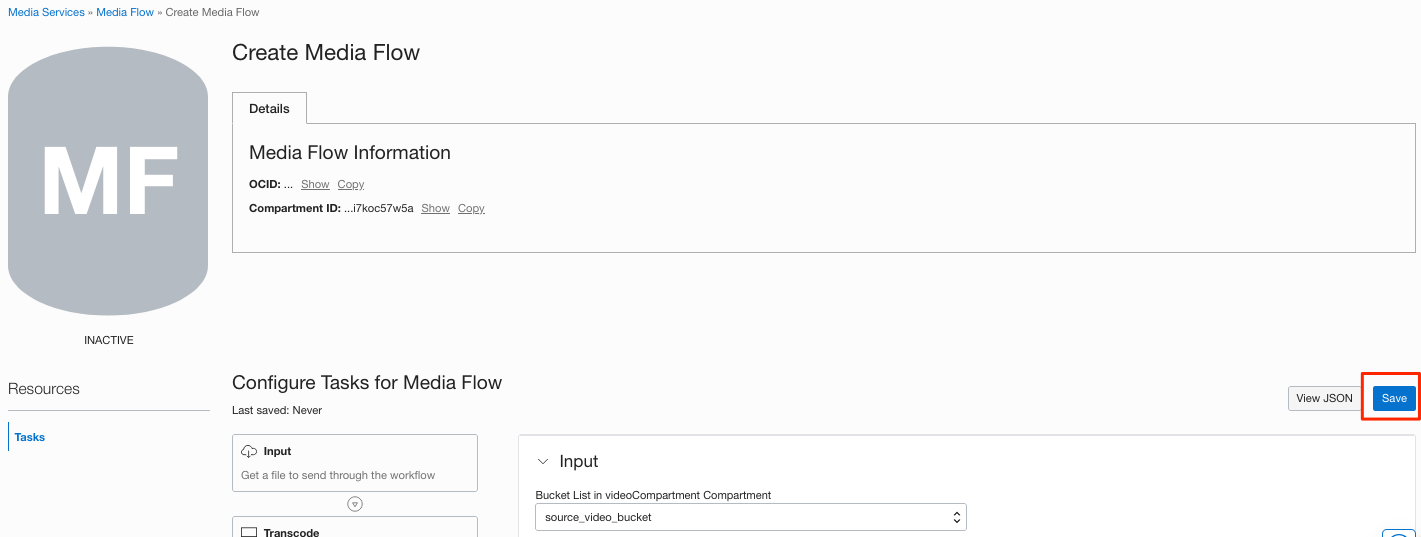 Media Services » Media Flow » Create Media Flow
MF
INACTIVE
Create Media Flow
Details
Media Flow Information
OCID: ... Show Copy
Compartment ID: ...i7koc57w5a Show Copy
Resources
Tasks
Configure Tasks for Media Flow
Last saved: Never
View JSON Save
Input
Get a file to send through the workflow
Transcode
Input
Bucket List in videoCompartment Compartment
source_video_bucket